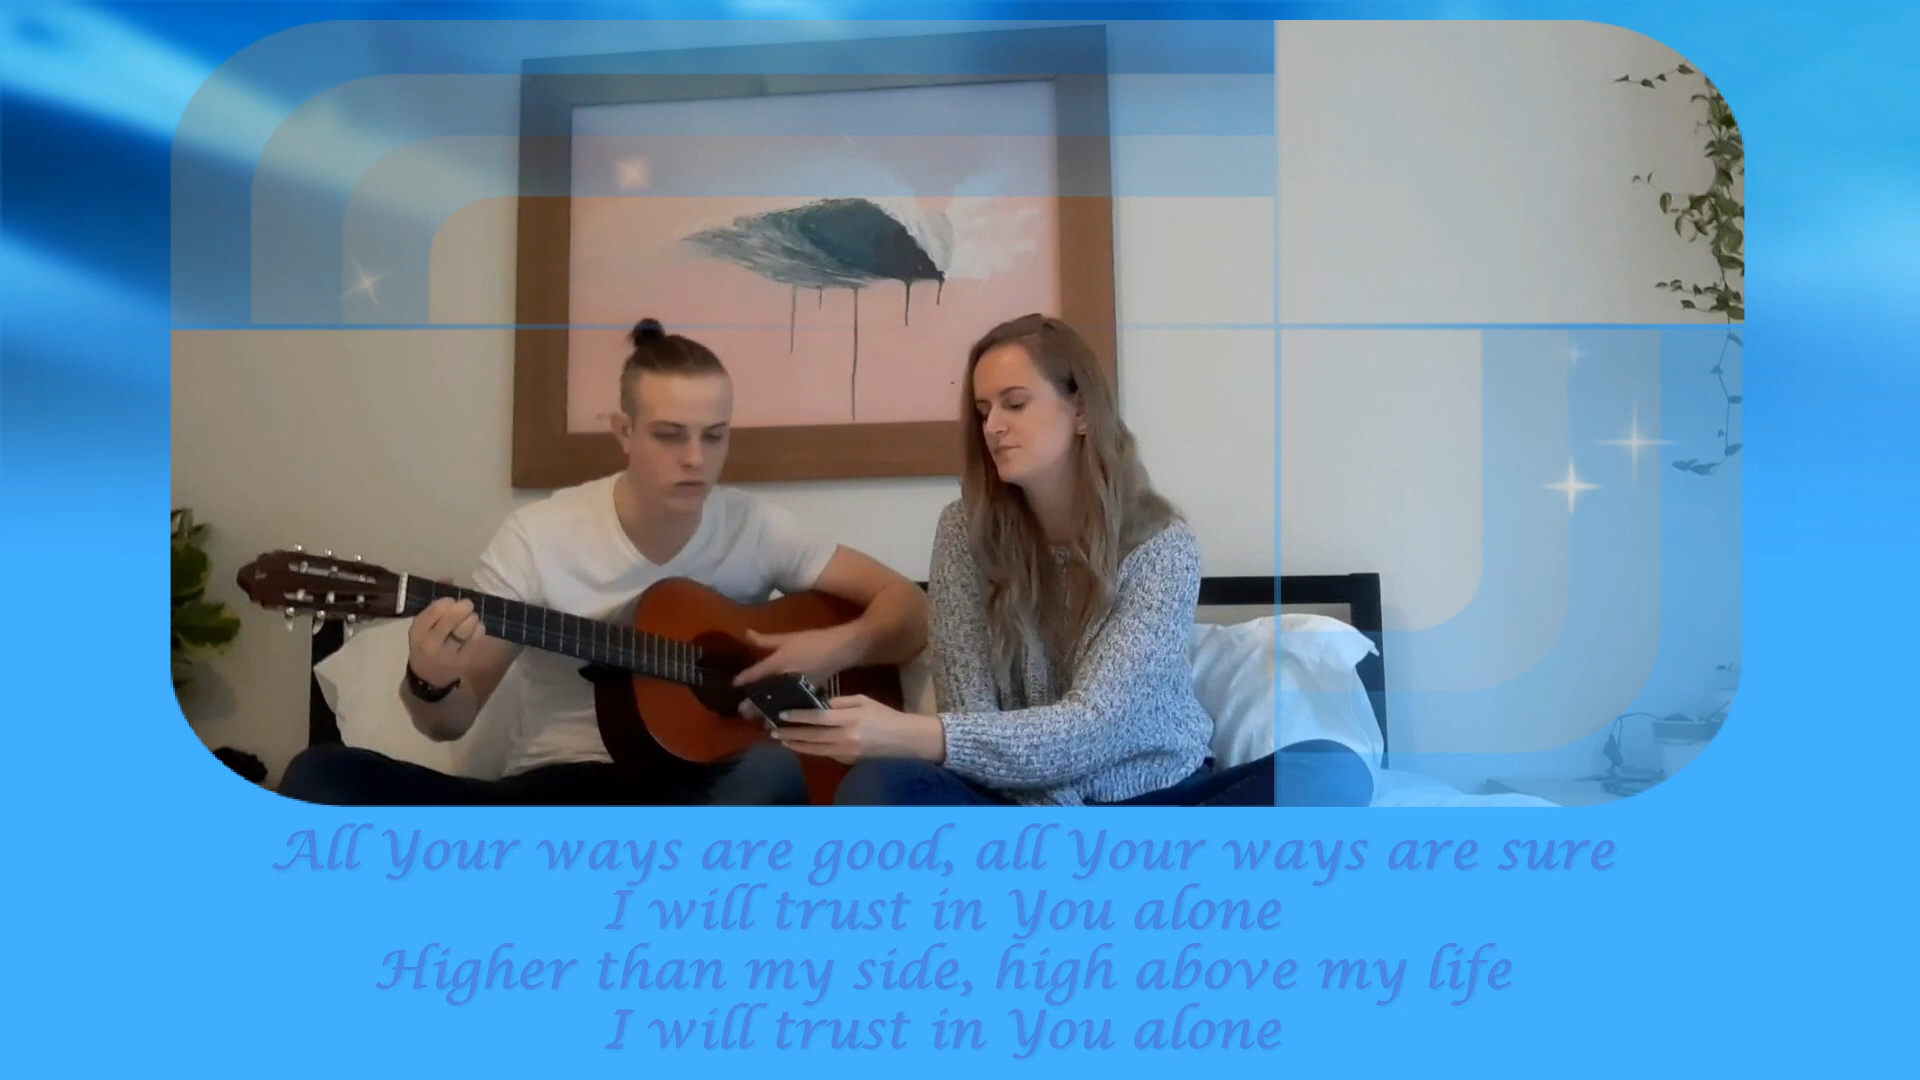 All Your ways are good, all Your ways are sure
I will trust in You alone
Higher than my side, high above my life
I will trust in You alone